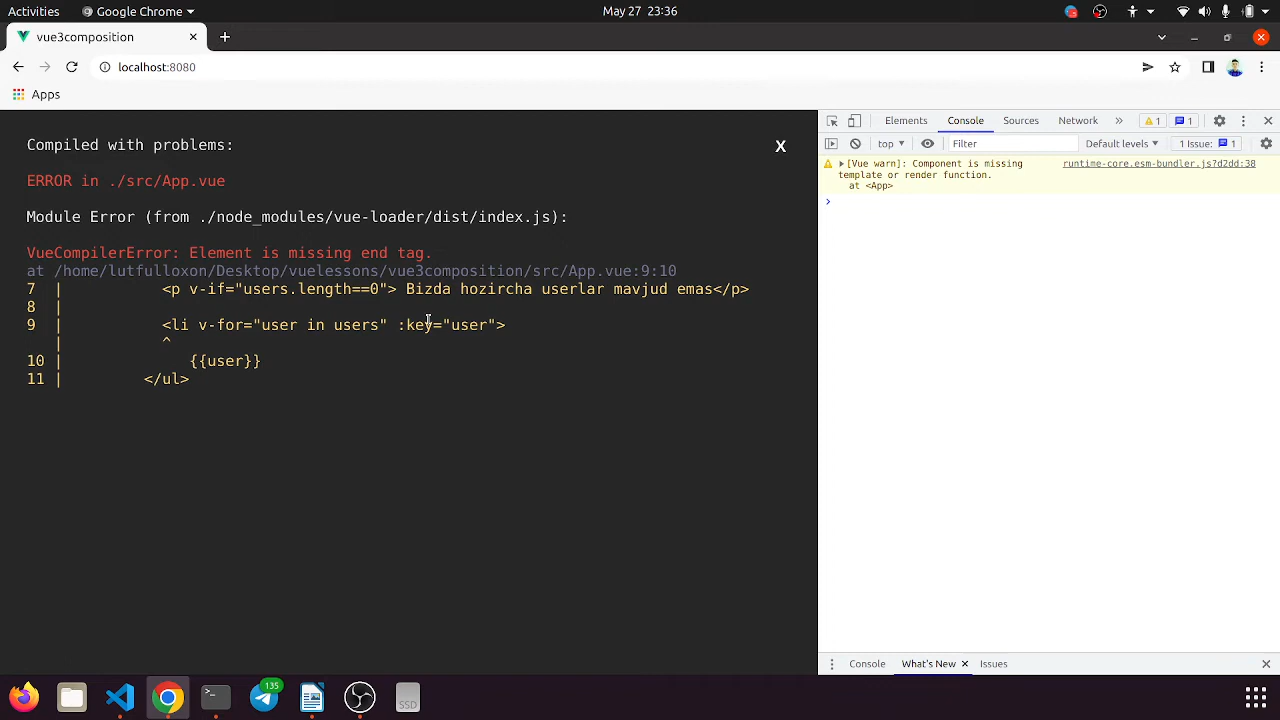 Activities
Google Chrome
May 27 23:36
vue3composition
localhost:8080
Apps
Compiled with problems:
X
ERROR in ./src/App.vue
Module Error (from ./node_modules/vue-loader/dist/index.js):
VueCompilerError: Element is missing end tag.
at /home/lutfulloxon/Desktop/vuelessons/vue3composition/src/App.vue:9:10
7 | <p v-if="users.length==0"> Bizda hozircha userlar mavjud emas</p>
8 |
9 | <li v-for="user in users" :key="user">
| ^
10 | {{user}}
11 | </ul>
Elements Console Sources Network » 1 1
top Filter Default levels 1 Issue: 1
[Vue warn]: Component is missing runtime-core.esm-bundler.js?d2dd:38
template or render function.
at <App>
Console What's New Issues
135
SSD